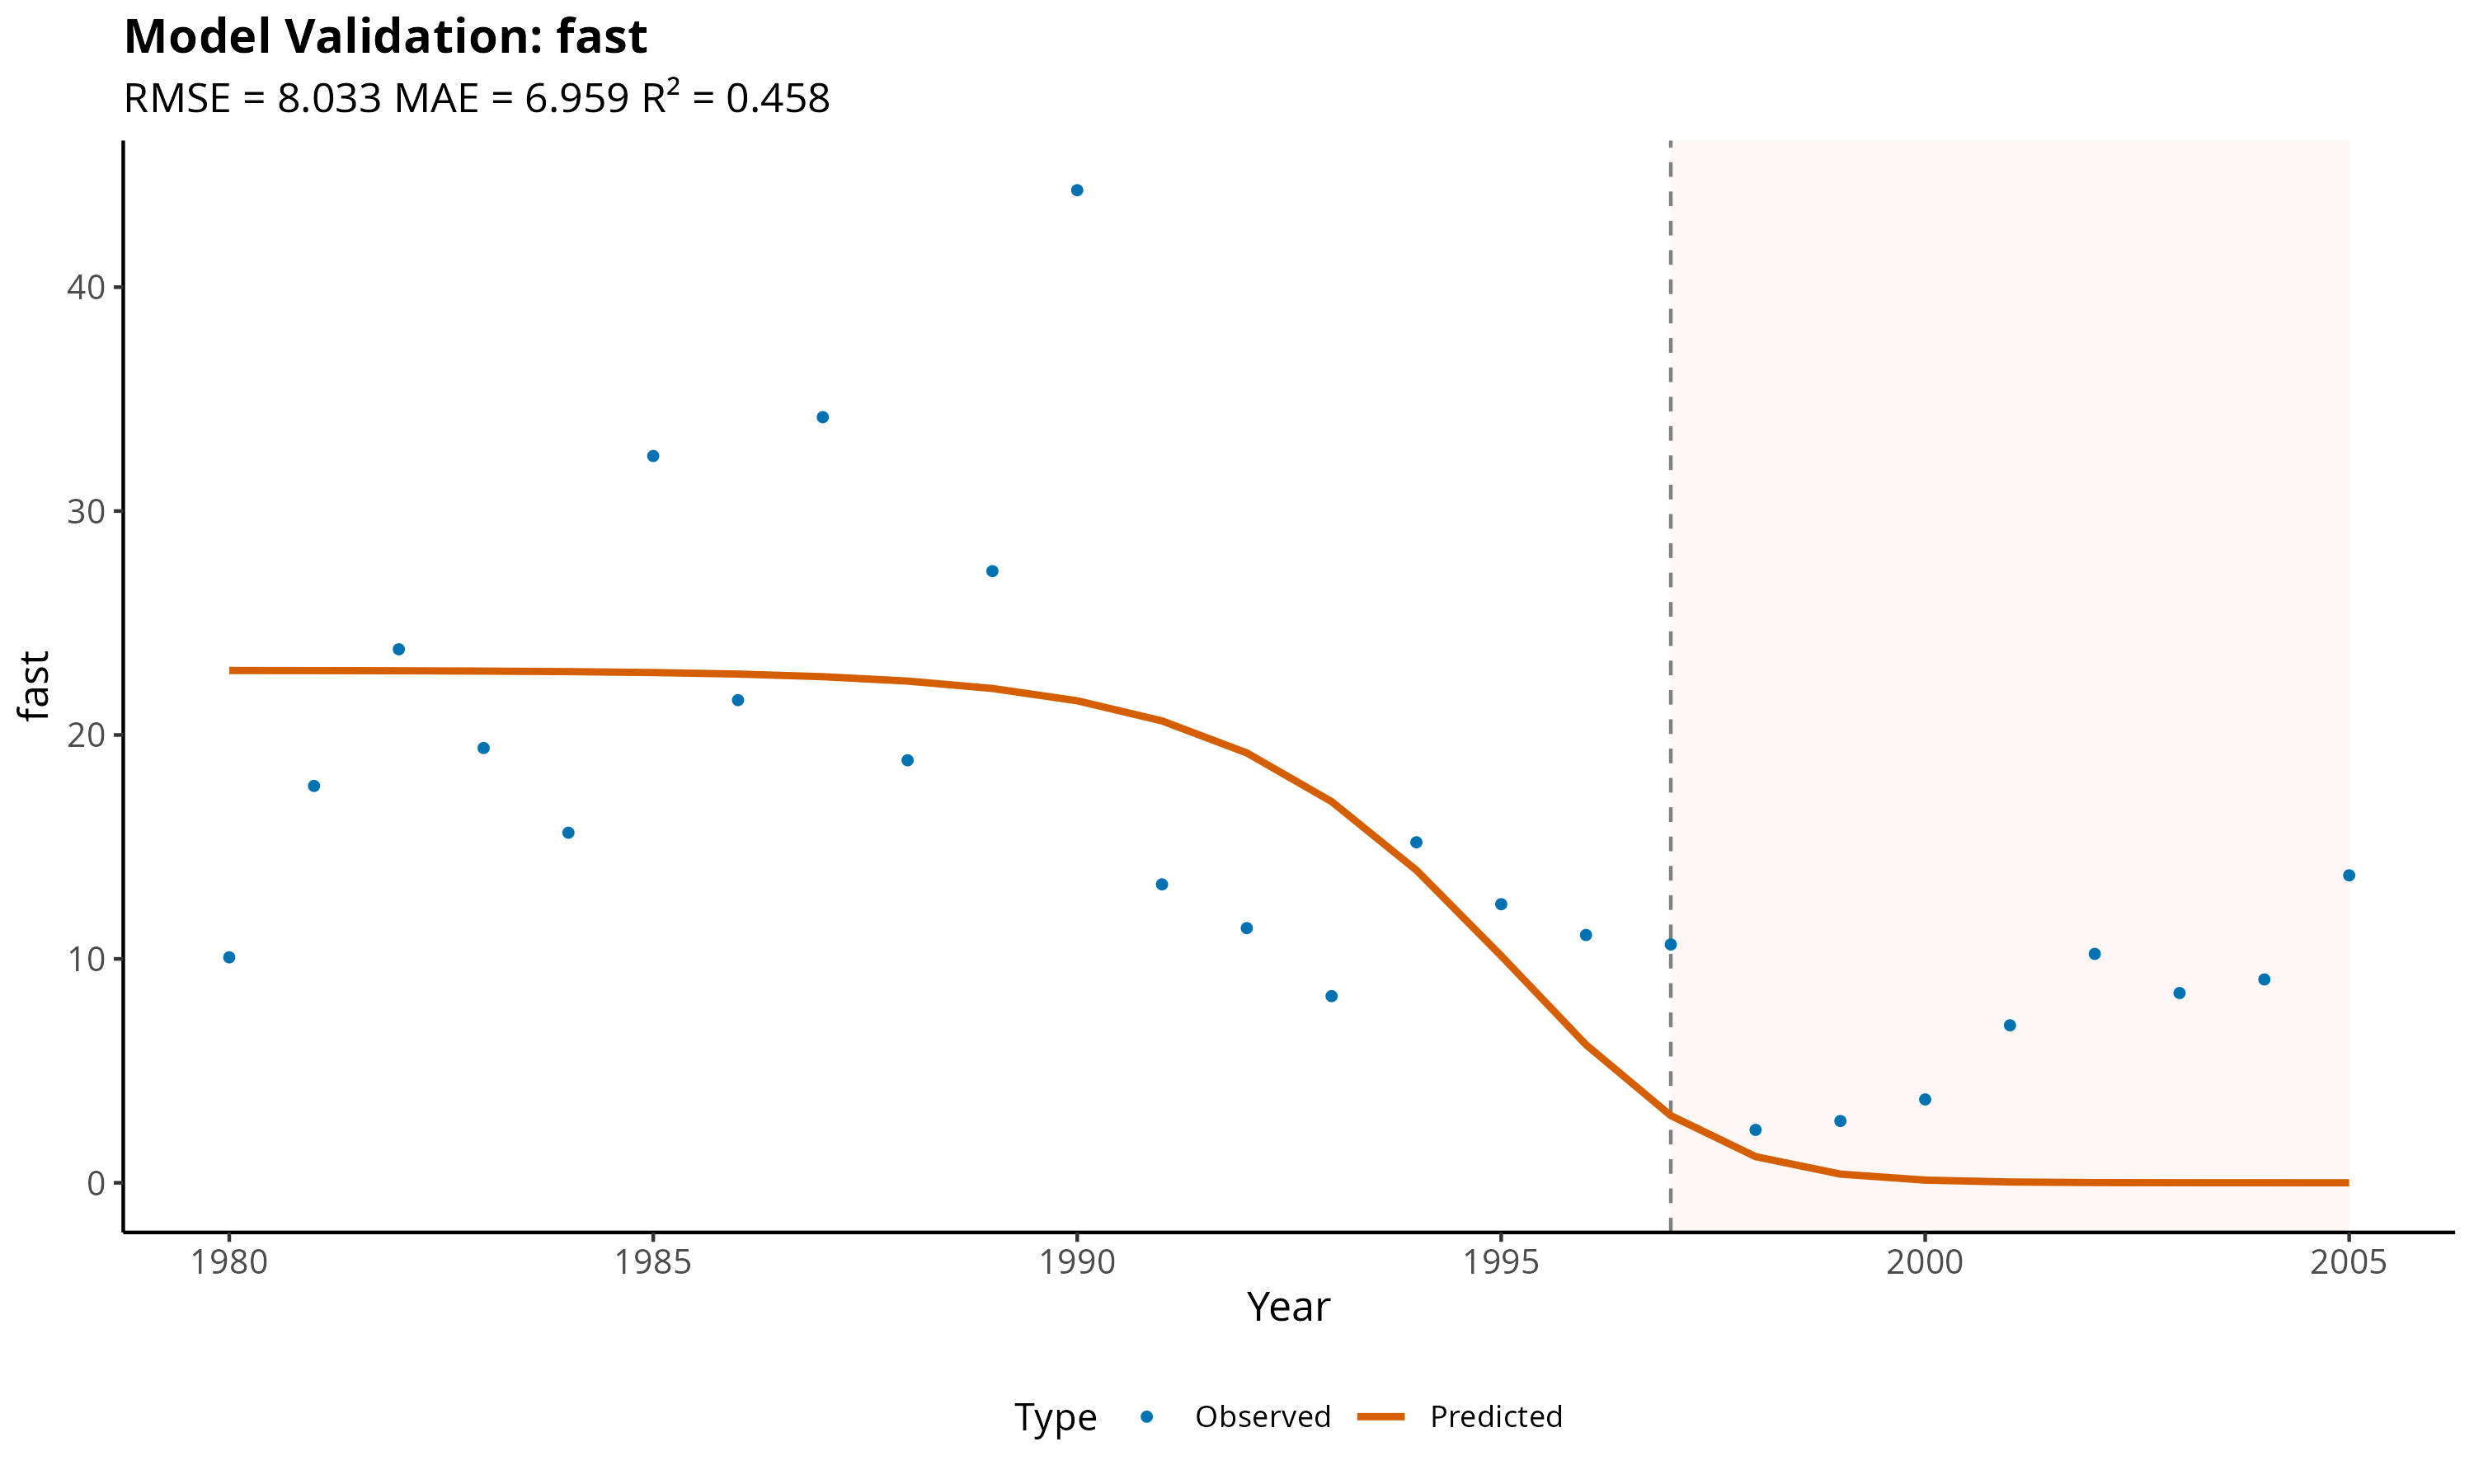 Model Validation: fast
RMSE = 8.033 MAE = 6.959 R² = 0.458
fast
40
30
20
10
0
1980 1985 1990 1995 2000 2005
Year
Type Observed Predicted